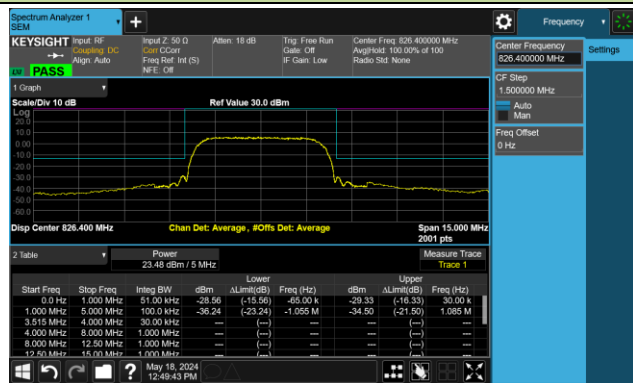 Spectrum Analyzer 1
SEM
Frequency
KEYSIGHT
Input: RF
Coupling: DC
Align: Auto
Input Z: 50 Ω
Corr CCorr
Freq Ref: Int (S)
NFE: Off
Atten: 18 dB
Trig: Free Run
Gate: Off
IF Gain: Low
Center Freq: 826.400000 MHz
Avg|Hold: 100.00% of 100
Radio Std: None
PASS
Center Frequency
826.400000 MHz
Settings
CF Step
1.500000 MHz
Auto
Man
Freq Offset
0 Hz
1 Graph
Scale/Div 10 dB
Ref Value 30.0 dBm
Log
20.0
10.0
0.00
-10.0
-20.0
-30.0
-40.0
-50.0
-60.0
Disp Center 826.400 MHz
Chan Det: Average, #Offs Det: Average
Span 15.000 MHz
2001 pts
2 Table
Power
23.48 dBm / 5 MHz
Measure Trace
Trace 1
Lower
Upper
Start Freq Stop Freq Integ BW dBm ΔLimit(dB) Freq (Hz) dBm ΔLimit(dB) Freq (Hz)
0.0 Hz 1.000 MHz 51.00 kHz -28.56 (-15.56) -65.00 k -29.33 (-16.33) 30.00 k
1.000 MHz 5.000 MHz 100.0 kHz -36.24 (-23.24) -1.055 M -34.50 (-21.50) 1.085 M
3.515 MHz 4.000 MHz 30.00 kHz --- (---) --- --- (---) ---
4.000 MHz 8.000 MHz 1.000 MHz --- (---) --- --- (---) ---
8.000 MHz 12.50 MHz 1.000 MHz --- (---) --- --- (---) ---
12.50 MHz 15.00 MHz 1.000 MHz --- (---) --- --- (---) ---
May 18, 2024
12:49:43 PM